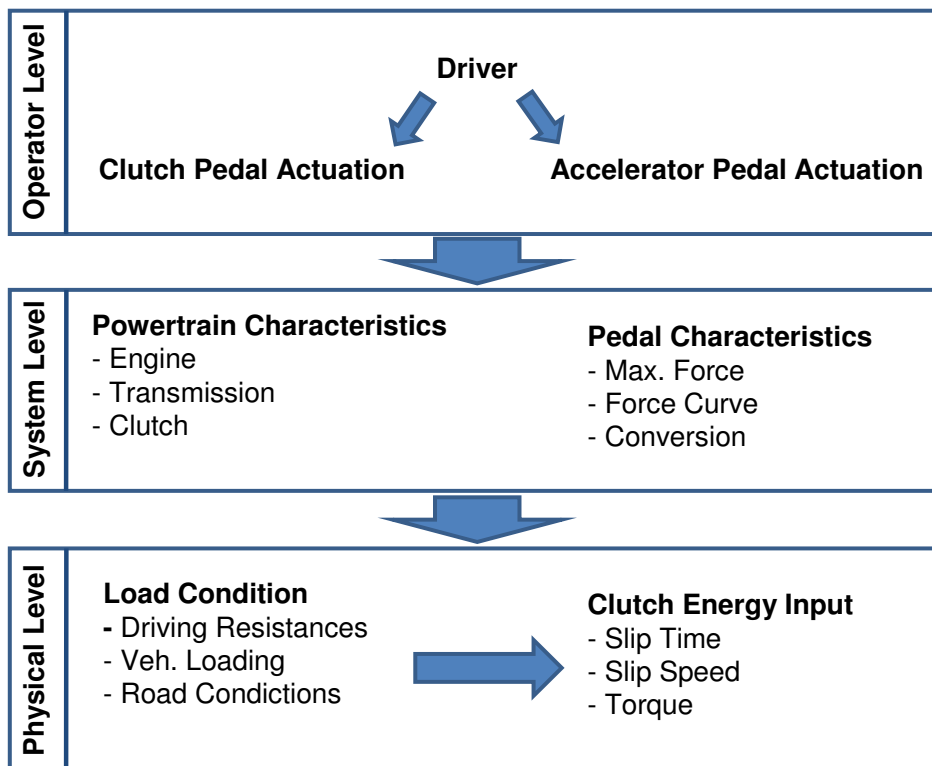 Operator Level
Driver
Clutch Pedal Actuation
Accelerator Pedal Actuation
System Level
Powertrain Characteristics
- Engine
- Transmission
- Clutch
Pedal Characteristics
- Max. Force
- Force Curve
- Conversion
Physical Level
Load Condition
- Driving Resistances
- Veh. Loading
- Road Condictions
Clutch Energy Input
- Slip Time
- Slip Speed
- Torque